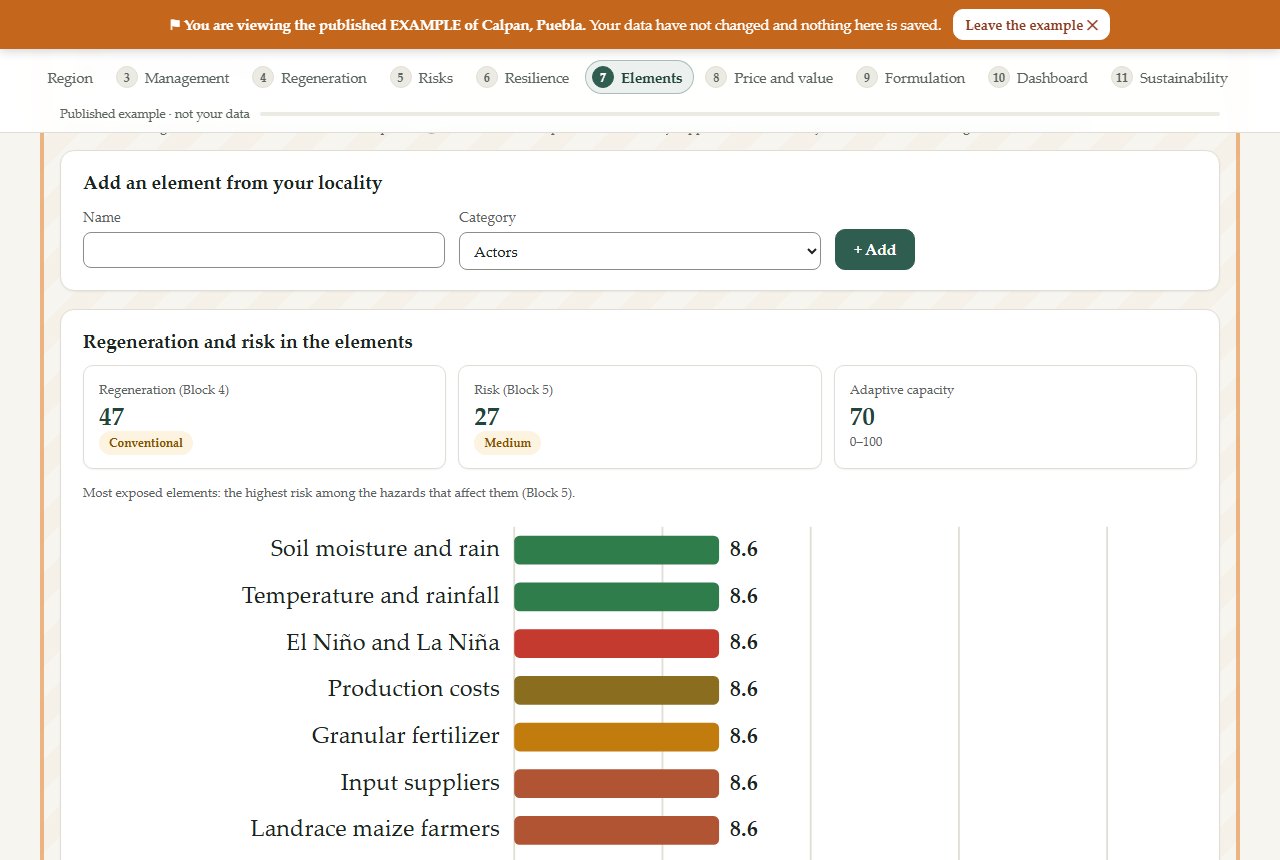 ⚑ You are viewing the published EXAMPLE of Calpan, Puebla. Your data have not changed and nothing here is saved. Leave the example ✕
Region 3 Management 4 Regeneration 5 Risks 6 Resilience 7 Elements 8 Price and value 9 Formulation 10 Dashboard 11 Sustainability
Published example · not your data
Add an element from your locality
Name Category
Actors + Add
Regeneration and risk in the elements
Regeneration (Block 4) Risk (Block 5) Adaptive capacity
47 27 70
Conventional Medium 0–100
Most exposed elements: the highest risk among the hazards that affect them (Block 5).
Soil moisture and rain 8.6
Temperature and rainfall 8.6
El Niño and La Niña 8.6
Production costs 8.6
Granular fertilizer 8.6
Input suppliers 8.6
Landrace maize farmers 8.6